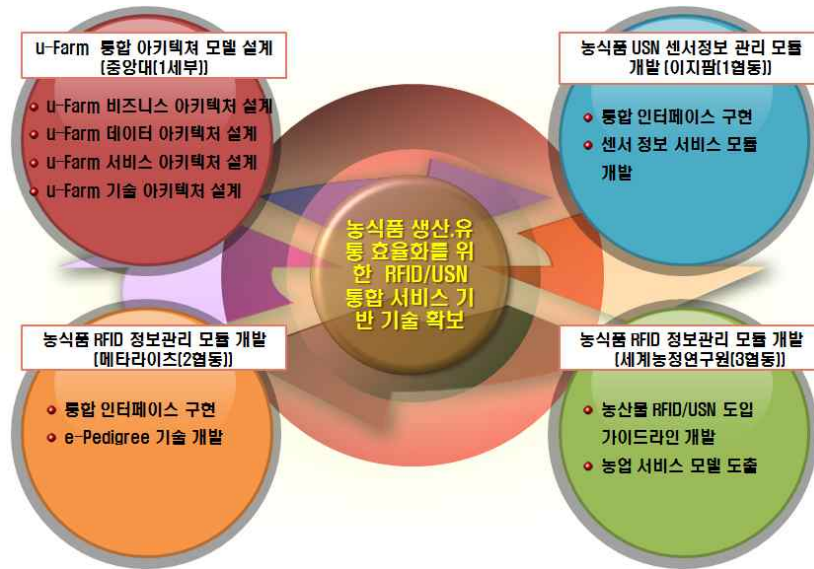 u-Farm 통합 아키텍쳐 모델 설계
(중앙대(1세부))
u-Farm 비즈니스 아키텍처 설계
u-Farm 데이터 아키텍처 설계
u-Farm 서비스 아키텍처 설계
u-Farm 기술 아키텍처 설계
농식품 USN 센서정보 관리 모듈
개발 (이지팜(1협동))
통합 인터페이스 구현
센서 정보 서비스 모듈
개발
농식품 생산.유
통 효율화를 위
한 RFID/USN
통합 서비스 기
반 기술 확보
농식품 RFID 정보관리 모듈 개발
(메타라이츠(2협동))
통합 인터페이스 구현
e-Pedigree 기술 개발
농식품 RFID 정보관리 모듈 개발
(세계농정연구원(3협동))
농산물 RFID/USN 도입
가이드라인 개발
농업 서비스 모델 도출